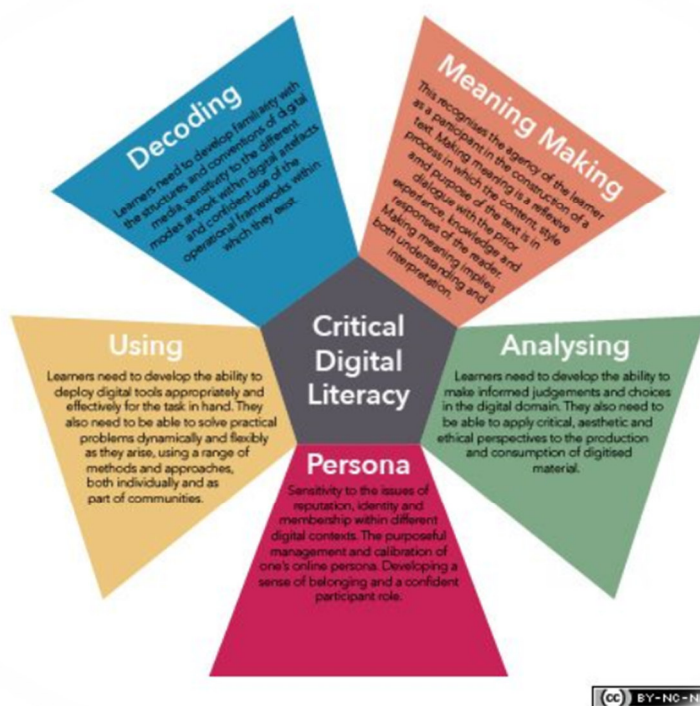 Decoding
Learners need to develop familiarity with
the structures and conventions of digital
media, sensitivity to the different
modes at work within digital artefacts
and confident use of the
operational frameworks within
which they exist.
Meaning Making
This recognises the agency of the learner
as a participant in the construction of a
text. Making meaning is a reflexive
process in which the content, style
amd purpose of the text is in
dialogue with the prior
experience, knowledge and
responses of the reader.
Making meaning implies
both understanding and
interpretation.
Using
Learners need to develop the ability to
deploy digital tools appropriately and
effectively for the task in hand. They
also need to be able to solve practical
problems dynamically and flexibly
as they arise, using a range of
methods and approaches,
both individually and as
part of communities.
Critical
Digital
Literacy
Analysing
Learners need to develop the ability to
make informed judgements and choices
in the digital domain. They also need to
be able to apply critical, aesthetic and
ethical perspectives to the production
and consumption of digitised
material.
Persona
Sensitivity to the issues of
reputation, identity and
membership within different
digital contexts. The purposeful
management and calibration of
one's online persona. Developing a
sense of belonging and a confident
participant role.
cc BY-NC-N